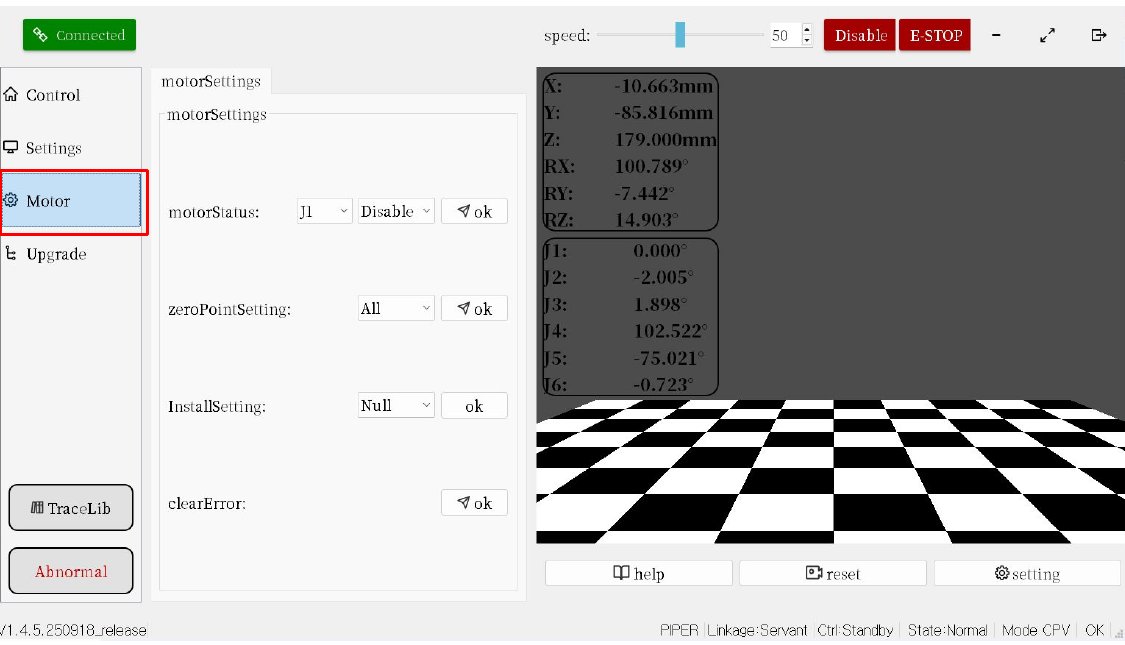 Connected
speed: 50 Disable E-STOP
Control
Settings
Motor
Upgrade
TraceLib
Abnormal
motorSettings
motorSettings
motorStatus: J1 Disable ok
zeroPointSetting: All ok
InstallSetting: Null ok
clearError: ok
X: -10.663mm
Y: -85.816mm
Z: 179.000mm
RX: 100.789°
RY: -7.442°
RZ: 14.903°
J1: 0.000°
J2: -2.005°
J3: 1.898°
J4: 102.522°
J5: -75.021°
J6: -0.723°
help reset setting
V1.4.5.250918_release
PIPER Linkage:Servant Ctrl:Standby State:Normal Mode CPV OK